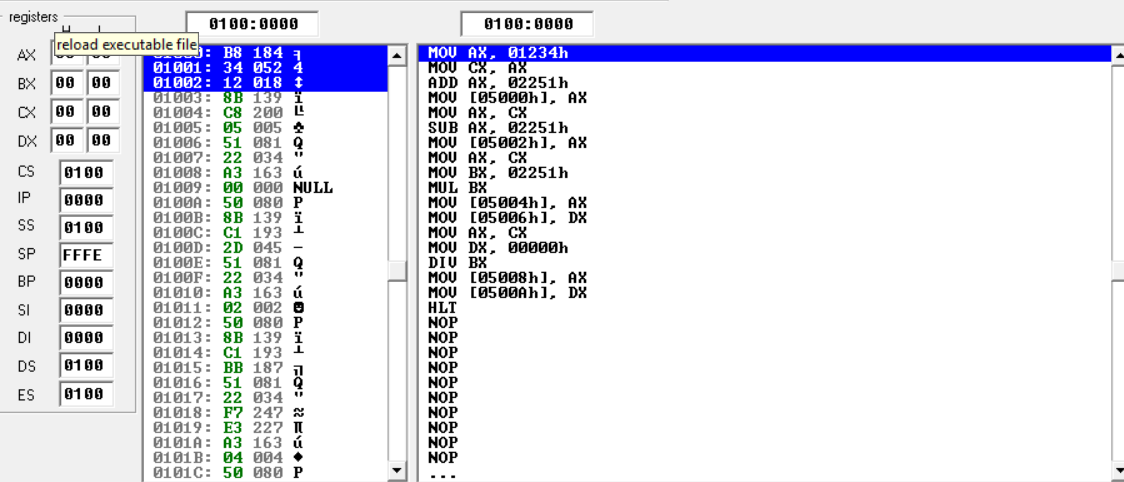 registers
0100:0000
0100:0000
H L
reload executable file
AX
BX 00 00
CX 00 00
DX 00 00
CS 0100
IP 0000
SS 0100
SP FFFE
BP 0000
SI 0000
DI 0000
DS 0100
ES 0100
B8 184 ╕
01001: 34 052 4
01002: 12 018 ↕
01003: 8B 139 ï
01004: C8 200 ╚
01005: 05 005 ♣
01006: 51 081 Q
01007: 22 034 "
01008: A3 163 ú
01009: 00 000 NULL
0100A: 50 080 P
0100B: 8B 139 ï
0100C: C1 193 ┴
0100D: 2D 045 -
0100E: 51 081 Q
0100F: 22 034 "
01010: A3 163 ú
01011: 02 002 ☻
01012: 50 080 P
01013: 8B 139 ï
01014: C1 193 ┴
01015: BB 187 ╗
01016: 51 081 Q
01017: 22 034 "
01018: F7 247 ≈
01019: E3 227 π
0101A: A3 163 ú
0101B: 04 004 ♦
0101C: 50 080 P
MOV AX, 01234h
MOV CX, AX
ADD AX, 02251h
MOV [05000h], AX
MOV AX, CX
SUB AX, 02251h
MOV [05002h], AX
MOV AX, CX
MOV BX, 02251h
MUL BX
MOV [05004h], AX
MOV [05006h], DX
MOV AX, CX
MOV DX, 00000h
DIV BX
MOV [05008h], AX
MOV [0500Ah], DX
HLT
NOP
NOP
NOP
NOP
NOP
NOP
NOP
NOP
NOP
...